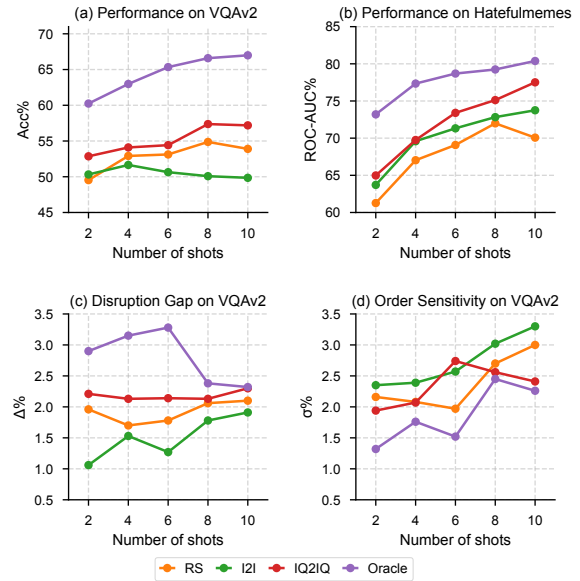 (a) Performance on VQAv2
Acc%
70
65
60
55
50
45
2 4 6 8 10
Number of shots
(b) Performance on Hatefulmemes
ROC-AUC%
85
80
75
70
65
60
2 4 6 8 10
Number of shots
(c) Disruption Gap on VQAv2
Δ%
3.5
3.0
2.5
2.0
1.5
1.0
0.5
2 4 6 8 10
Number of shots
(d) Order Sensitivity on VQAv2
σ%
3.5
3.0
2.5
2.0
1.5
1.0
0.5
2 4 6 8 10
Number of shots
RS I2I IQ2IQ Oracle